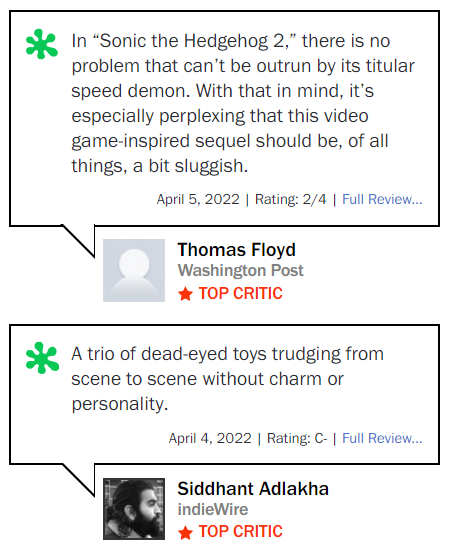 In “Sonic the Hedgehog 2,” there is no
problem that can’t be outrun by its titular
speed demon. With that in mind, it’s
especially perplexing that this video
game-inspired sequel should be, of all
things, a bit sluggish.
April 5, 2022 | Rating: 2/4 | Full Review...
Thomas Floyd
Washington Post
TOP CRITIC
A trio of dead-eyed toys trudging from
scene to scene without charm or
personality.
April 4, 2022 | Rating: C- | Full Review...
Siddhant Adlakha
indieWire
TOP CRITIC